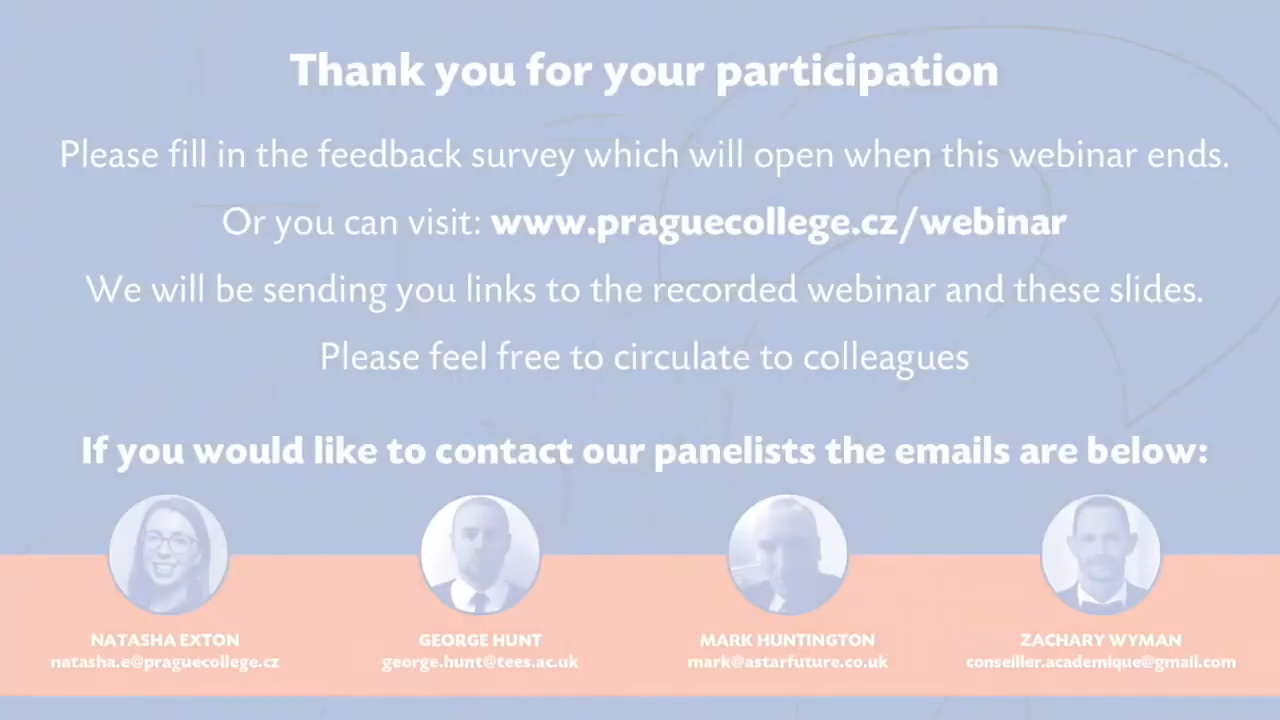 Thank you for your participation
Please fill in the feedback survey which will open when this webinar ends.
Or you can visit: www.praguecollege.cz/webinar
We will be sending you links to the recorded webinar and these slides.
Please feel free to circulate to colleagues
If you would like to contact our panelists the emails are below:
NATASHA EXTON
natasha.e@praguecollege.cz
GEORGE HUNT
george.hunt@tees.ac.uk
MARK HUNTINGTON
mark@astarfuture.co.uk
ZACHARY WYMAN
conseiller.academique@gmail.com